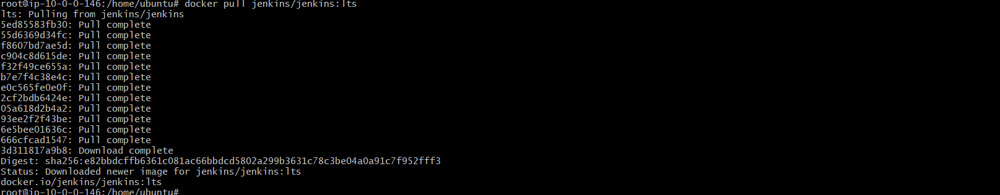 root@ip-10-0-0-146:/home/ubuntu# docker pull jenkins/jenkins:lts
lts: Pulling from jenkins/jenkins
5ed85583fb30: Pull complete
55d6369d34fc: Pull complete
f8607bd7ae5d: Pull complete
c904c8d615de: Pull complete
f32f49ce655a: Pull complete
b7e7f4c38e4c: Pull complete
e0c565fe0e0f: Pull complete
2cf2bdb6424e: Pull complete
05a618d2b4a2: Pull complete
93ee2f2f43be: Pull complete
6e5bee01636c: Pull complete
666cfcad1547: Pull complete
3d311817a9b8: Download complete
Digest: sha256:e82bbdcffb6361c081ac66bbdcd5802a299b3631c78c3be04a0a91c7f952fff3
Status: Downloaded newer image for jenkins/jenkins:lts
docker.io/jenkins/jenkins:lts
root@ip-10-0-0-146:/home/ubuntu#